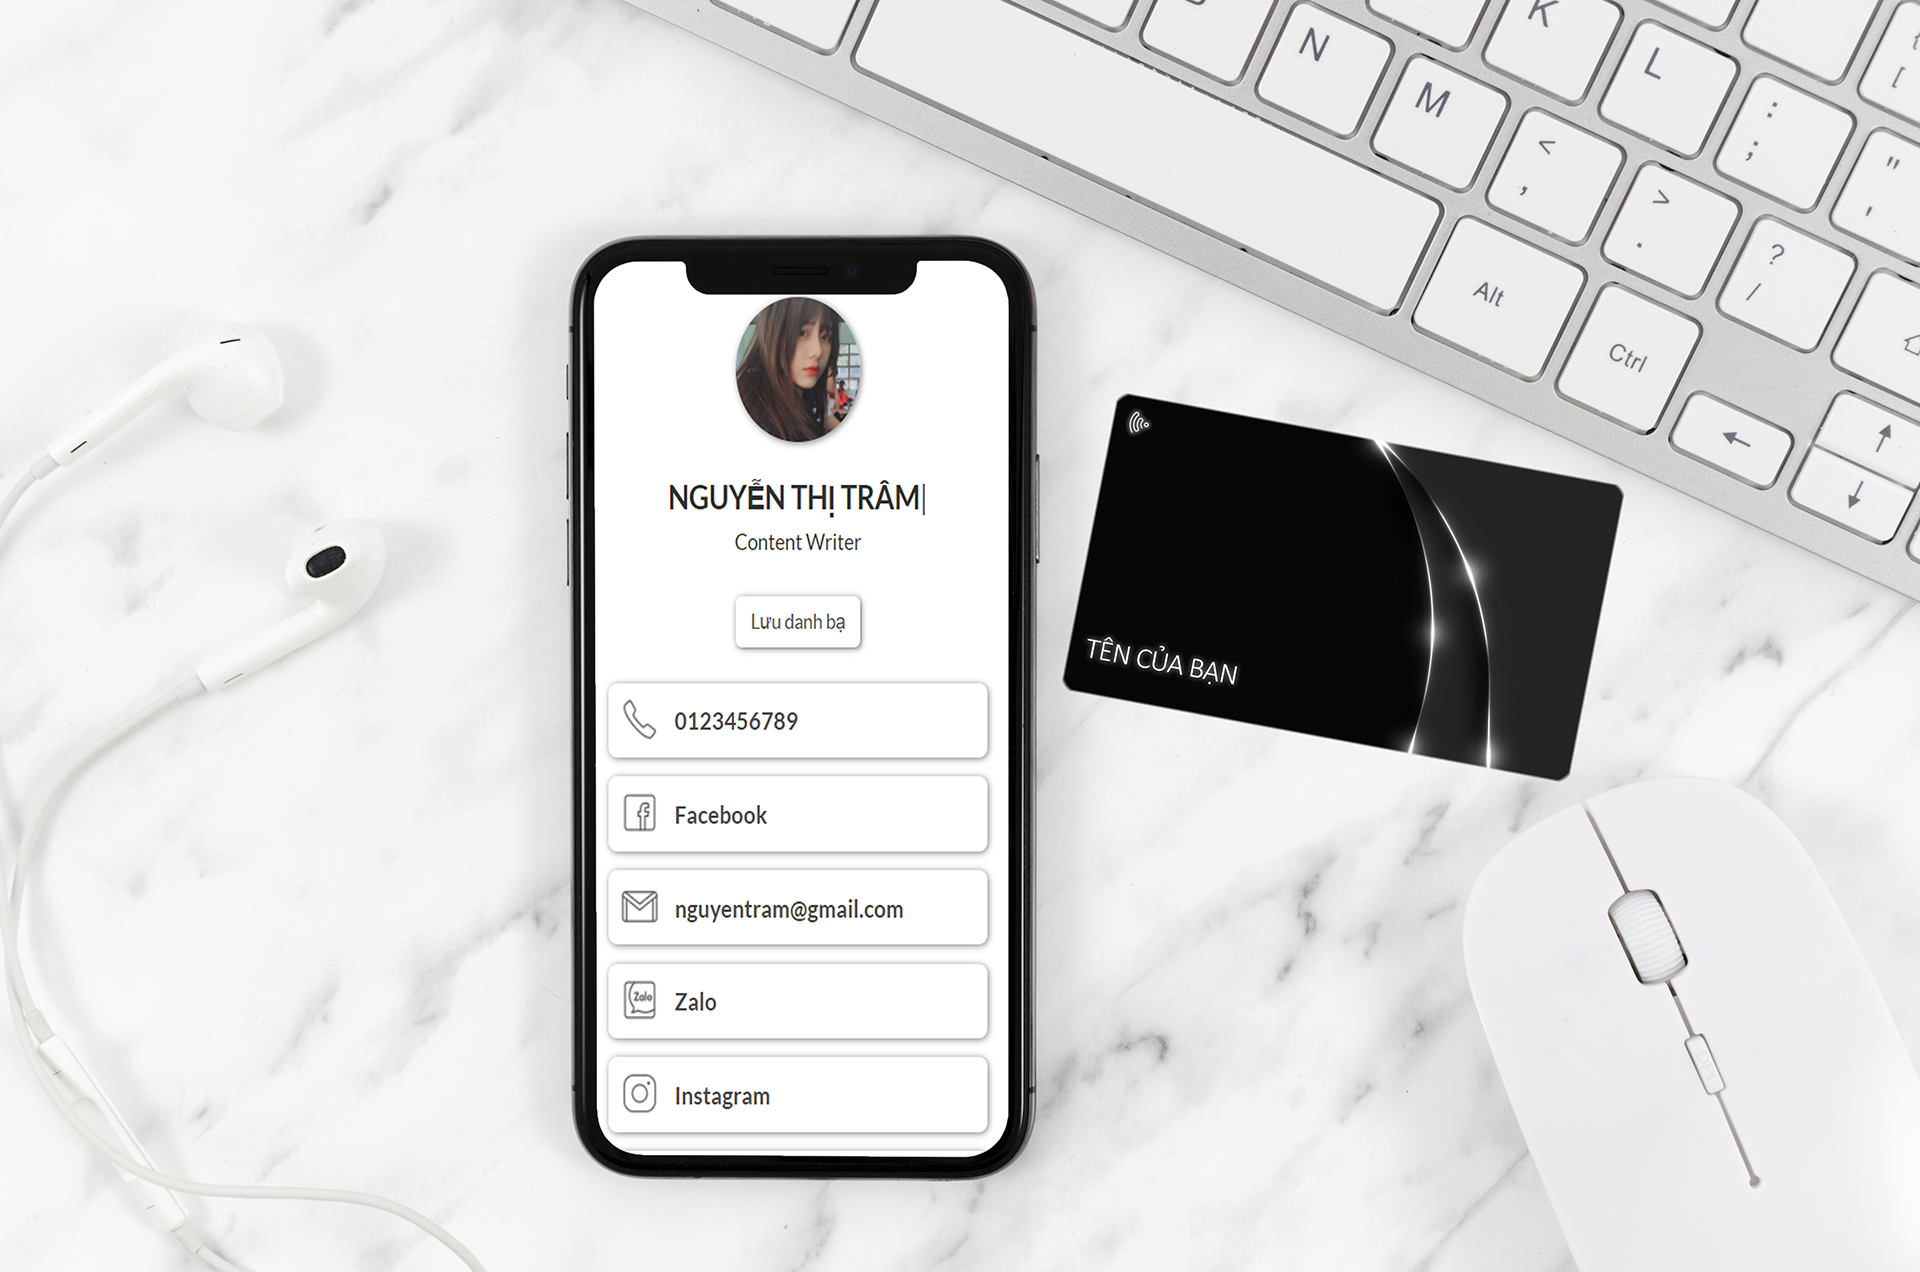 NGUYỄN THỊ TRÂM
Content Writer
Lưu danh bạ
0123456789
Facebook
nguyentram@gmail.com
Zalo
Zalo
Instagram
TÊN CỦA BẠN
K
N
L
M
:
;
<
,
>
.
"
'
?
/
[
Alt
Ctrl